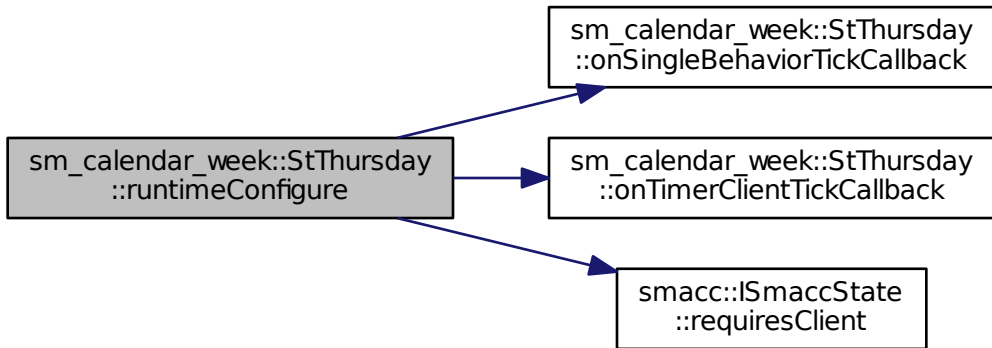 sm_calendar_week::StThursday
::runtimeConfigure
sm_calendar_week::StThursday
::onSingleBehaviorTickCallback
sm_calendar_week::StThursday
::onTimerClientTickCallback
smacc::ISmaccState
::requiresClient